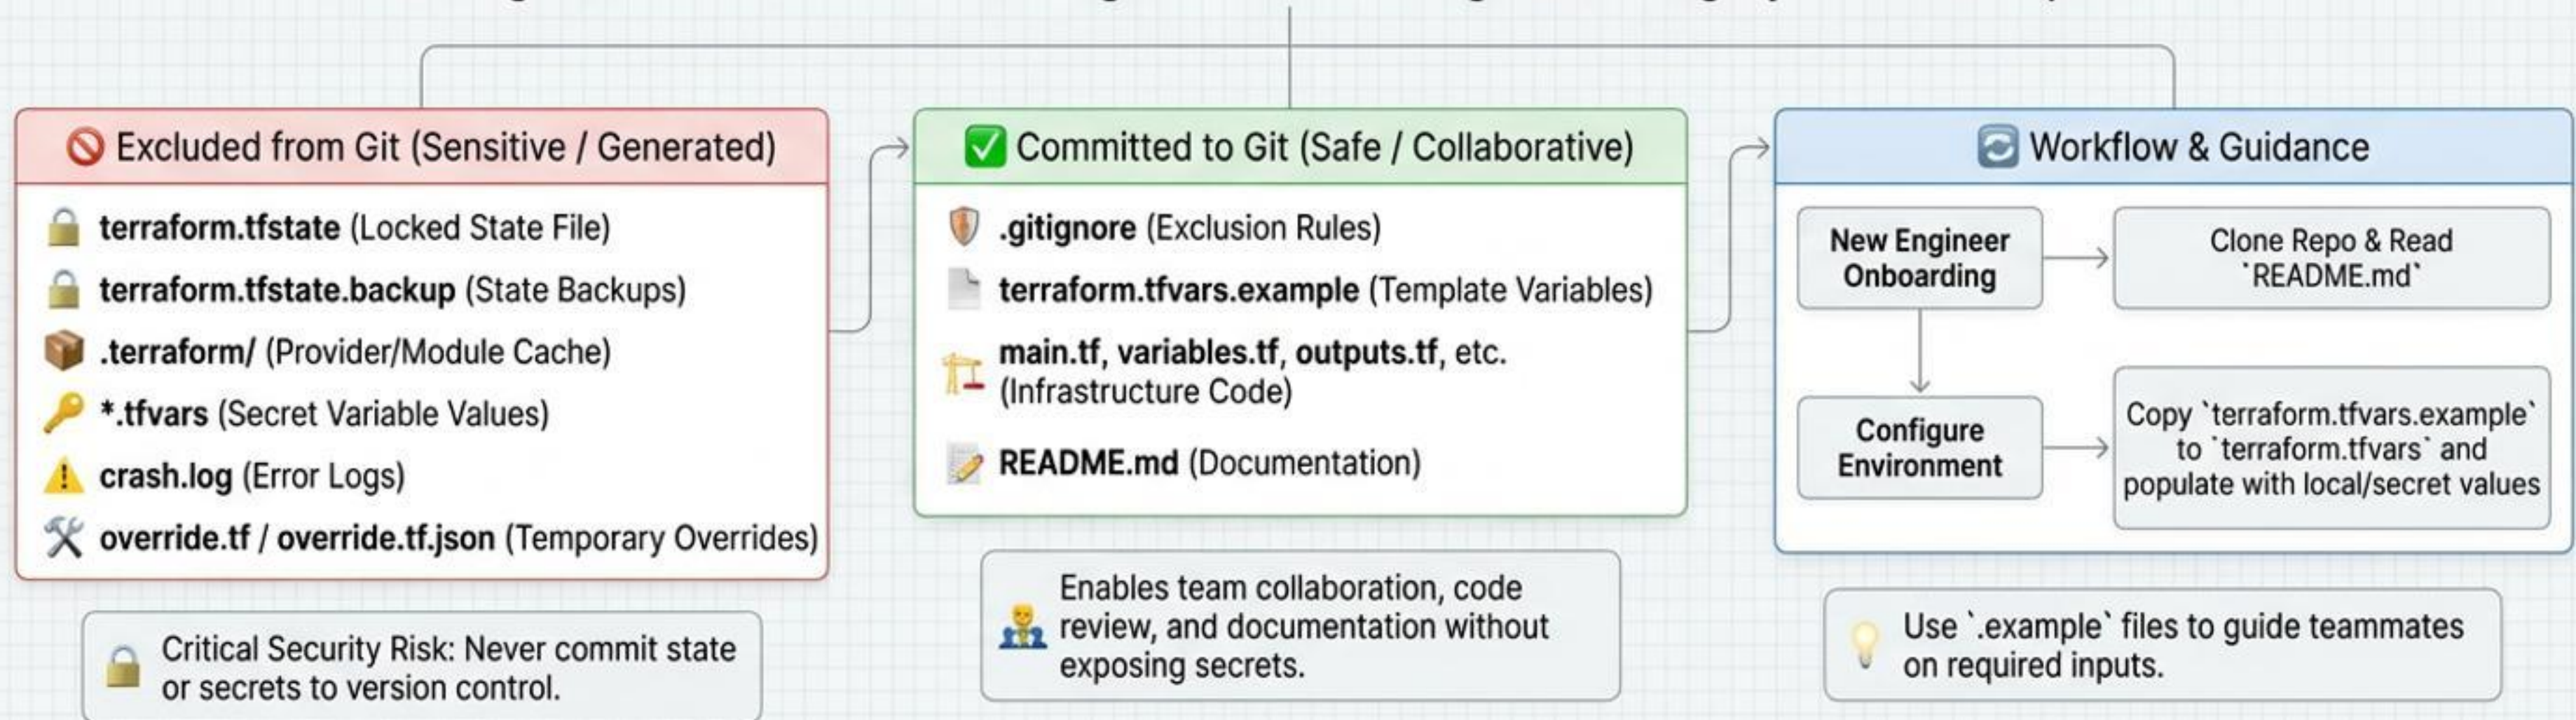 Excluded from Git (Sensitive / Generated)
terraform.tfstate (Locked State File)
terraform.tfstate.backup (State Backups)
.terraform/ (Provider/Module Cache)
*.tfvars (Secret Variable Values)
crash.log (Error Logs)
override.tf / override.tf.json (Temporary Overrides)
Critical Security Risk: Never commit state
or secrets to version control.
Committed to Git (Safe / Collaborative)
.gitignore (Exclusion Rules)
terraform.tfvars.example (Template Variables)
main.tf, variables.tf, outputs.tf, etc.
(Infrastructure Code)
README.md (Documentation)
Enables team collaboration, code
review, and documentation without
exposing secrets.
Workflow & Guidance
New Engineer
Onboarding
Clone Repo & Read
`README.md`
Configure
Environment
Copy `terraform.tfvars.example`
to `terraform.tfvars` and
populate with local/secret values
Use `.example` files to guide teammates
on required inputs.